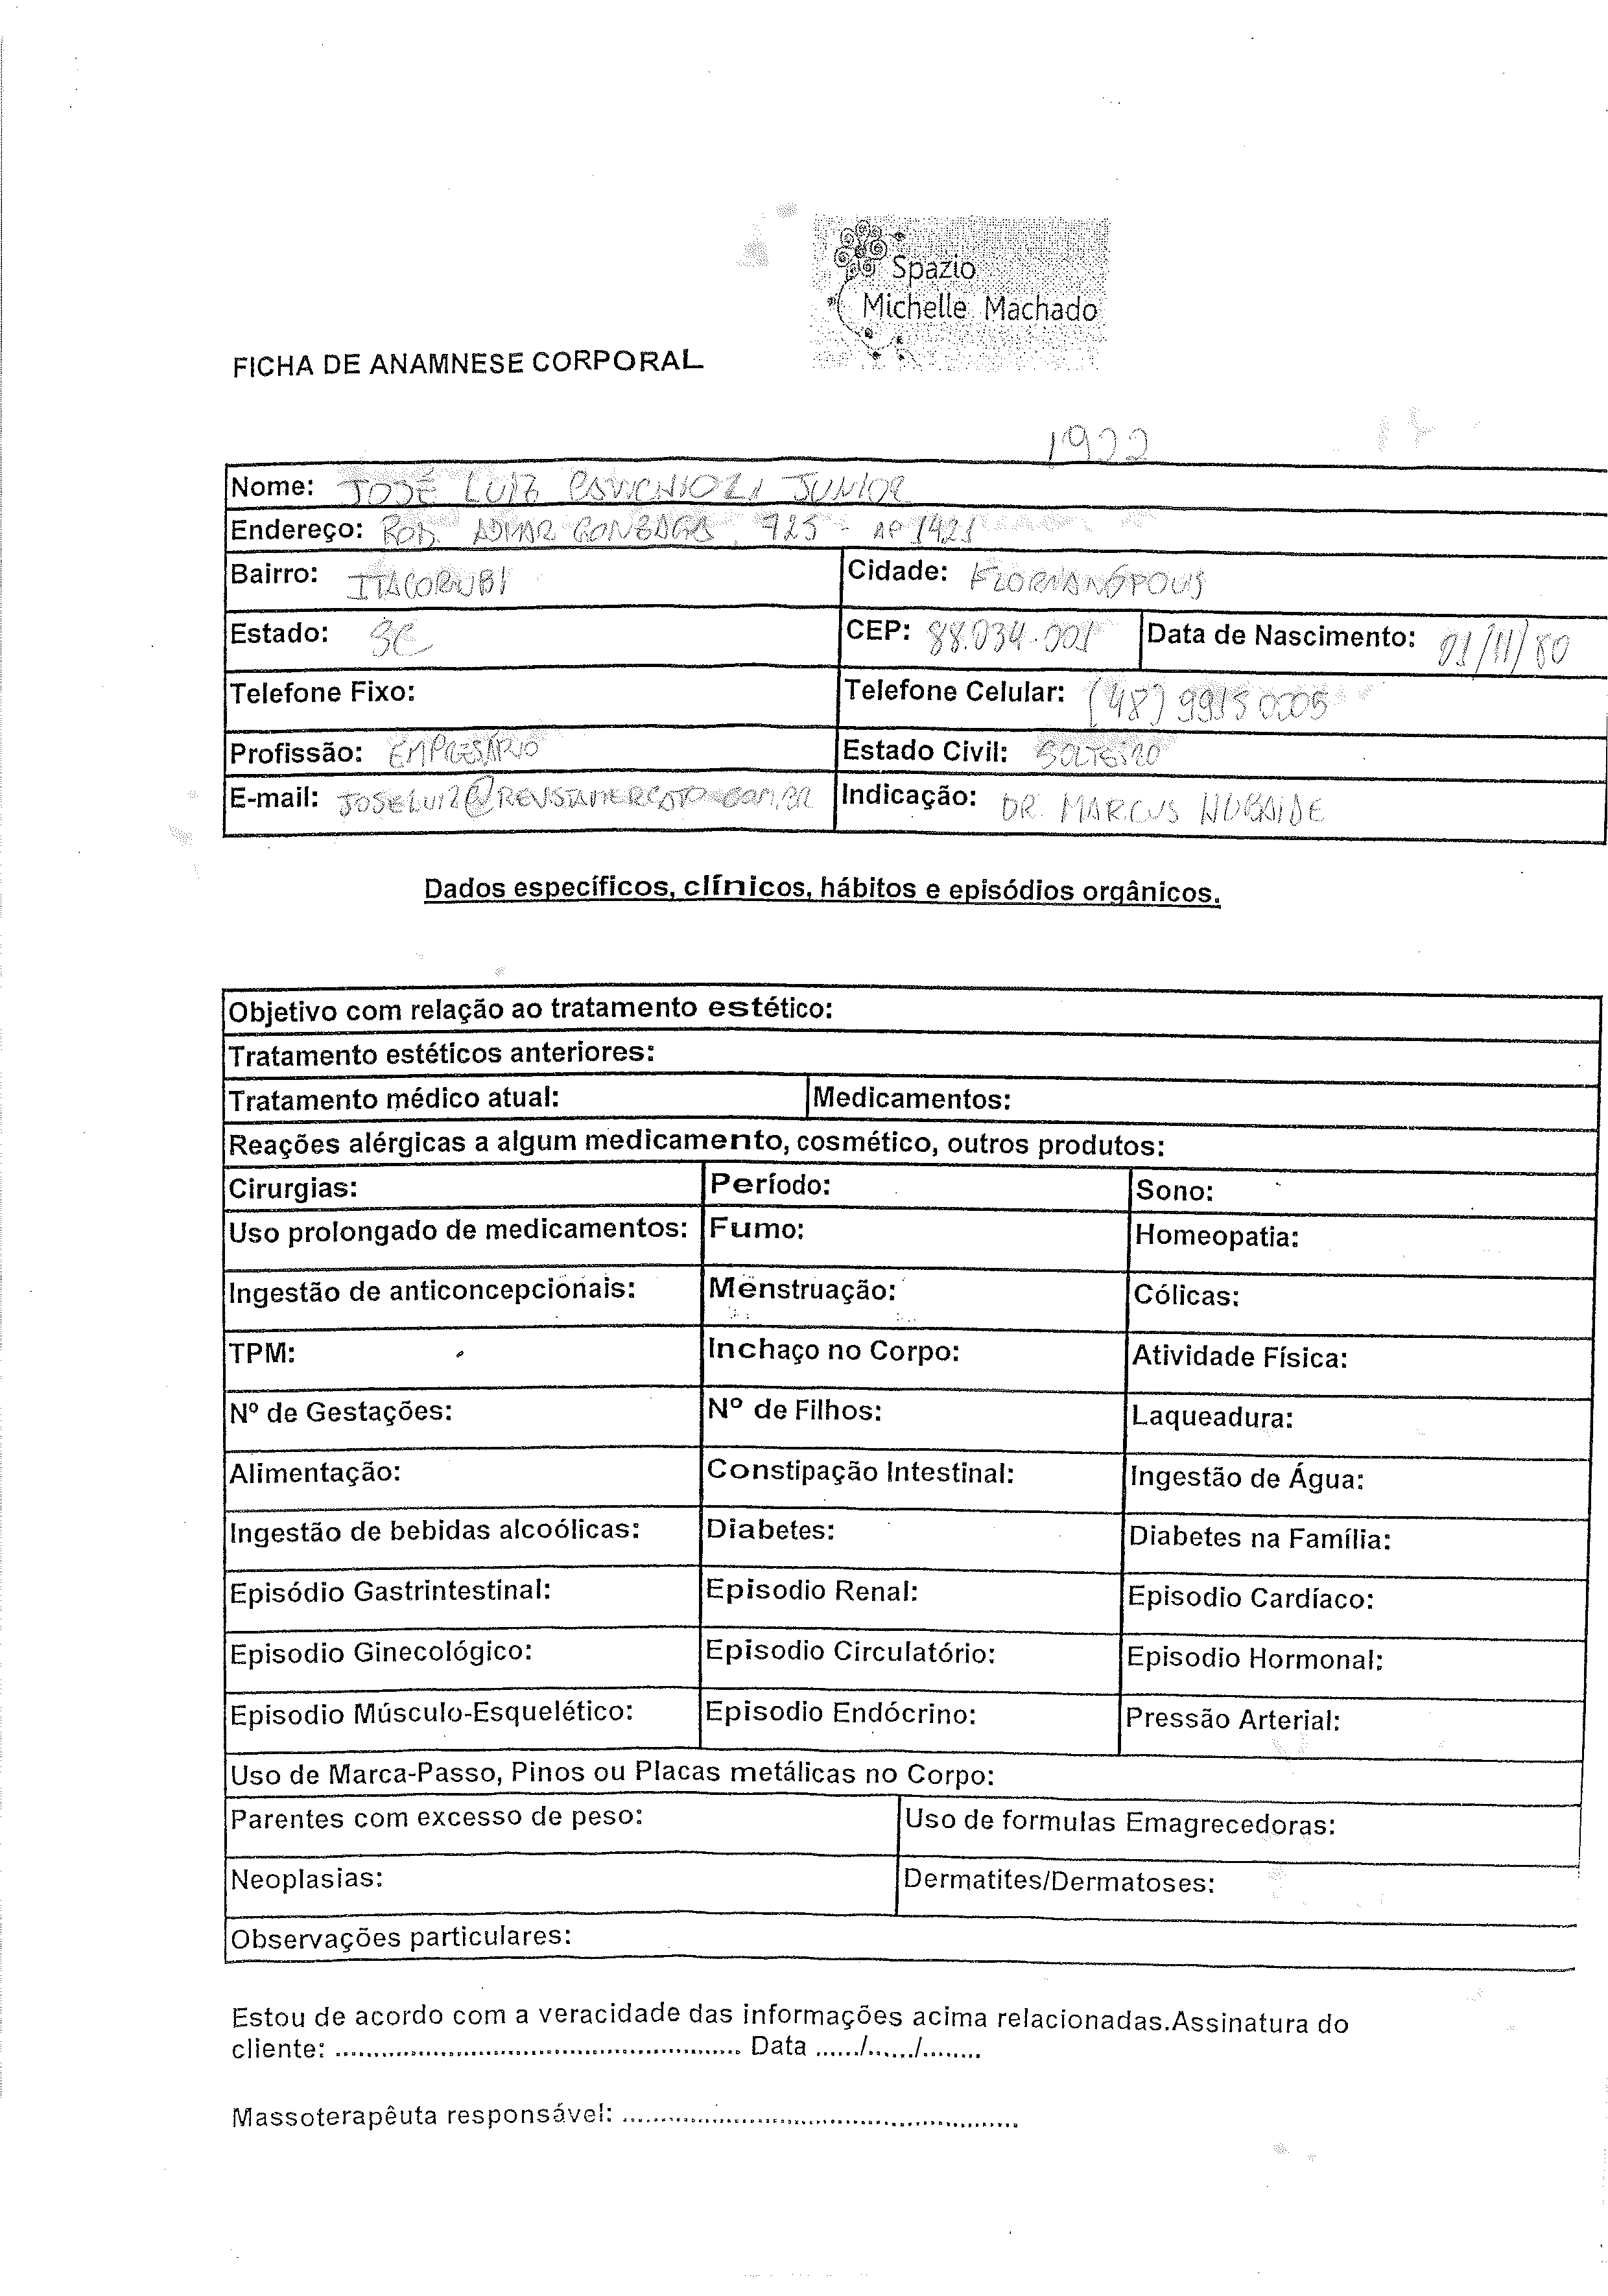 Spazio
Michelle Machado
FICHA DE ANAMNESE CORPORAL
1922
Nome: JOSÉ LUIZ JUNIOR
Endereço: ROD. ADMAR GONZAGA, 725 - AP 1421
Bairro: ITACORUBI Cidade: FLORIANÓPOLIS
Estado: SC CEP: 88.034-001 Data de Nascimento: 01/11/80
Telefone Fixo: Telefone Celular: (48) 99150005
Profissão: EMPRESÁRIO Estado Civil: SOLTEIRO
E-mail: JOSELUIZ@REVISTAMERCATO.COM.BR Indicação: DR. MARCUS
Dados específicos, clínicos, hábitos e episódios orgânicos.
Objetivo com relação ao tratamento estético:
Tratamento estéticos anteriores:
Tratamento médico atual: Medicamentos:
Reações alérgicas a algum medicamento, cosmético, outros produtos:
Cirurgias: Período: Sono:
Uso prolongado de medicamentos: Fumo: Homeopatia:
Ingestão de anticoncepcionais: Menstruação: Cólicas:
TPM: Inchaço no Corpo: Atividade Física:
Nº de Gestações: Nº de Filhos: Laqueadura:
Alimentação: Constipação Intestinal: Ingestão de Água:
Ingestão de bebidas alcoólicas: Diabetes: Diabetes na Família:
Episódio Gastrintestinal: Episodio Renal: Episodio Cardíaco:
Episodio Ginecológico: Episodio Circulatório: Episodio Hormonal:
Episodio Músculo-Esquelético: Episodio Endócrino: Pressão Arterial:
Uso de Marca-Passo, Pinos ou Placas metálicas no Corpo:
Parentes com excesso de peso: Uso de formulas Emagrecedoras:
Neoplasias: Dermatites/Dermatoses:
Observações particulares:
Estou de acordo com a veracidade das informações acima relacionadas.Assinatura do
cliente: ................................................ Data ....../......./........
Massoterapêuta responsável: ................................................